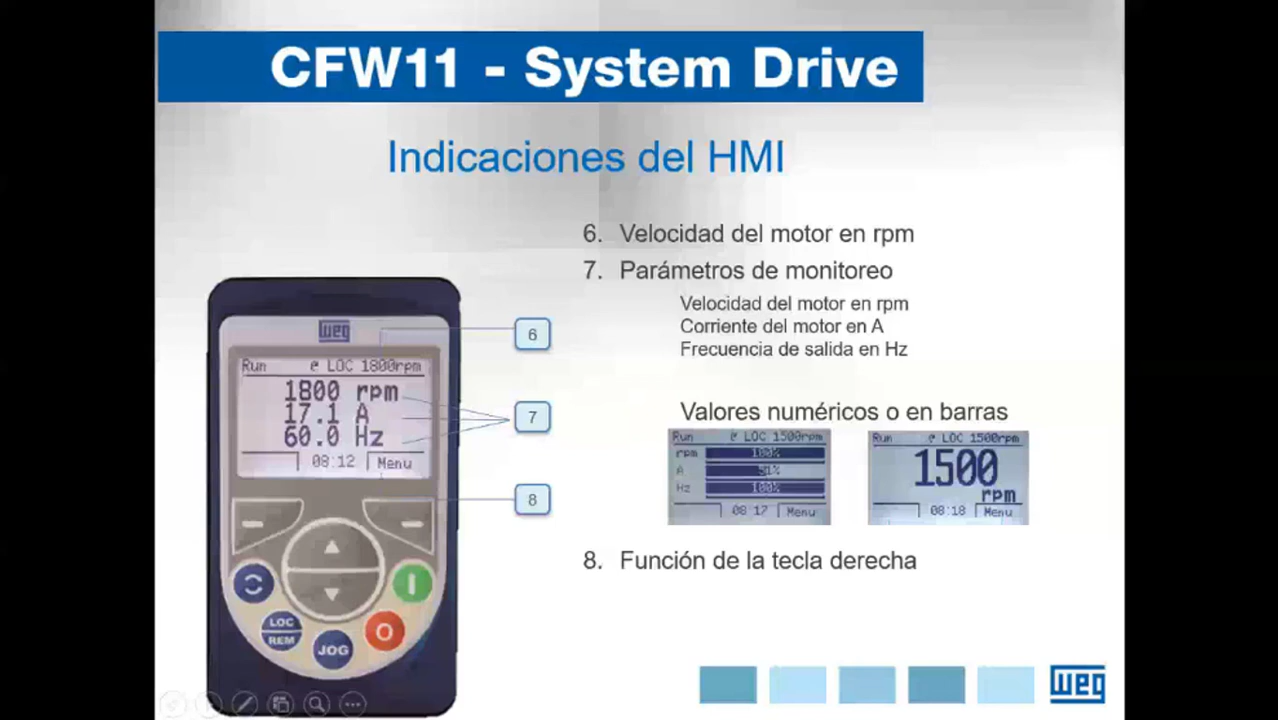 CFW11 - System Drive
Indicaciones del HMI
6. Velocidad del motor en rpm
7. Parámetros de monitoreo
Velocidad del motor en rpm
Corriente del motor en A
Frecuencia de salida en Hz
Valores numéricos o en barras
Run LOC 1500rpm
rpm 100%
A
Hz 100%
08:17 Menu
Run LOC 1500rpm
1500
rpm
08:18 Menu
8. Función de la tecla derecha
weg
Run LOC 1800rpm
1800 rpm
17.1 A
60.0 Hz
08:12 Menu
6
7
8
LOC
REM
JOG
weg